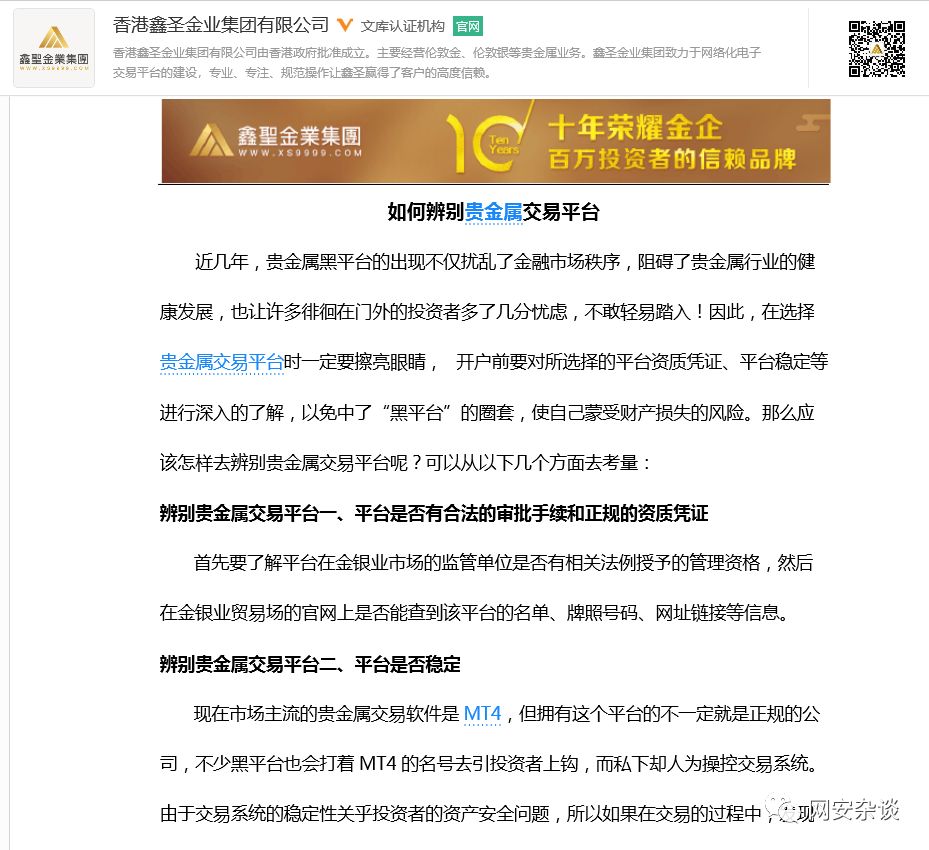 香港鑫圣金业集团有限公司 文库认证机构 官网
香港鑫圣金业集团有限公司由香港政府批准成立。主要经营伦敦金、伦敦银等贵金属业务。鑫圣金业集团致力于网络化电子
交易平台的建设，专业、专注、规范操作让鑫圣赢得了客户的高度信赖。
鑫聖金業集團
WWW.XS9999.COM
鑫聖金業集團
WWW.XS9999.COM
10 Ten Years
十年荣耀金企
百万投资者的信赖品牌
如何辨别贵金属交易平台
近几年，贵金属黑平台的出现不仅扰乱了金融市场秩序，阻碍了贵金属行业的健
康发展，也让许多徘徊在门外的投资者多了几分忧虑，不敢轻易踏入！因此，在选择
贵金属交易平台时一定要擦亮眼睛， 开户前要对所选择的平台资质凭证、平台稳定等
进行深入的了解，以免中了“黑平台”的圈套，使自己蒙受财产损失的风险。那么应
该怎样去辨别贵金属交易平台呢？可以从以下几个方面去考量：
辨别贵金属交易平台一、平台是否有合法的审批手续和正规的资质凭证
首先要了解平台在金银业市场的监管单位是否有相关法例授予的管理资格，然后
在金银业贸易场的官网上是否能查到该平台的名单、牌照号码、网址链接等信息。
辨别贵金属交易平台二、平台是否稳定
现在市场主流的贵金属交易软件是 MT4，但拥有这个平台的不一定就是正规的公
司，不少黑平台也会打着 MT4 的名号去引投资者上钩，而私下却人为操控交易系统。
由于交易系统的稳定性关乎投资者的资产安全问题，所以如果在交易的过程中，发现
网安杂谈